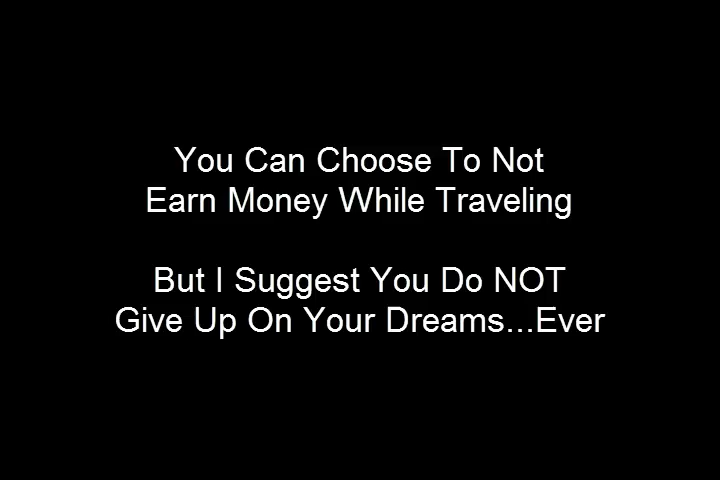 You Can Choose To Not
Earn Money While Traveling
But I Suggest You Do NOT
Give Up On Your Dreams...Ever